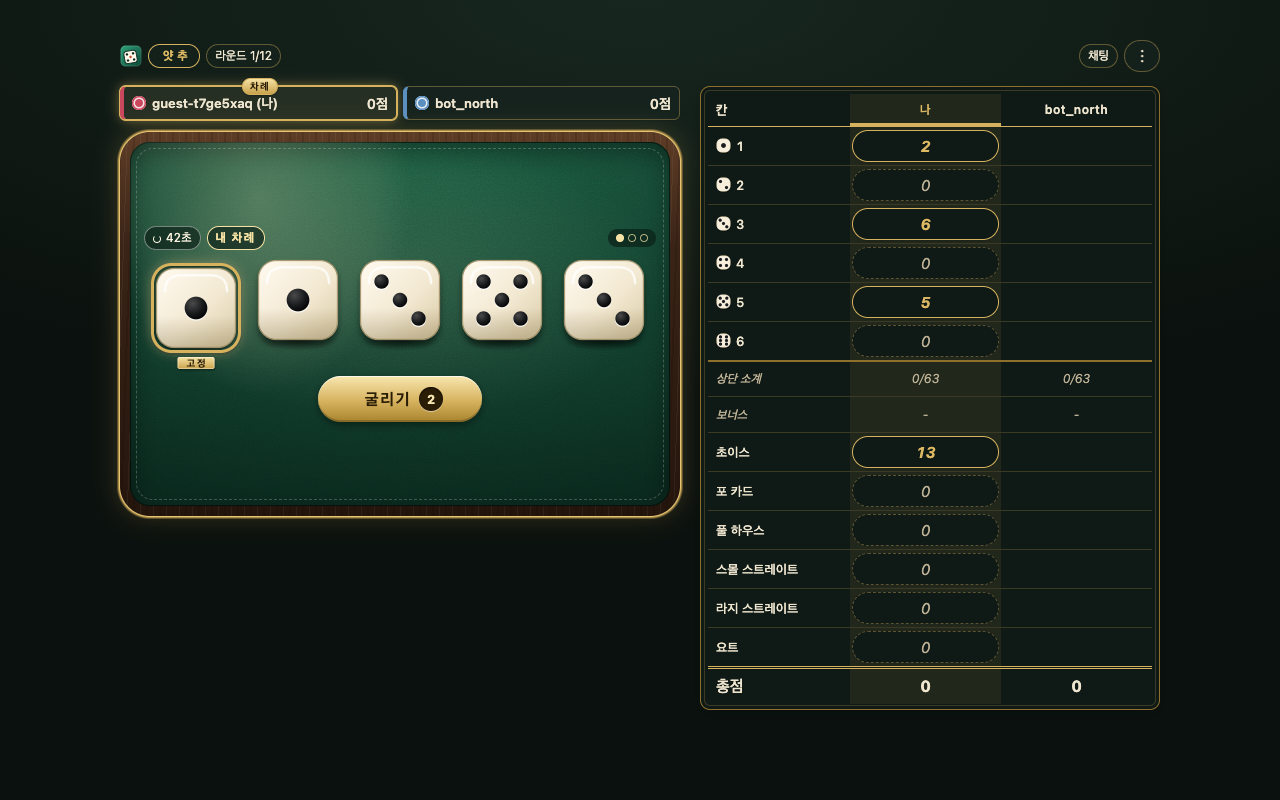 얏추
라운드 1/12
채팅
차례
guest-t7ge5xaq (나)
0점
bot_north
0점
42초
내 차례
고정
굴리기 2
칸 나 bot_north
1 2
2 0
3 6
4 0
5 5
6 0
상단 소계 0/63 0/63
보너스 - -
초이스 13
포 카드 0
풀 하우스 0
스몰 스트레이트 0
라지 스트레이트 0
요트 0
총점 0 0